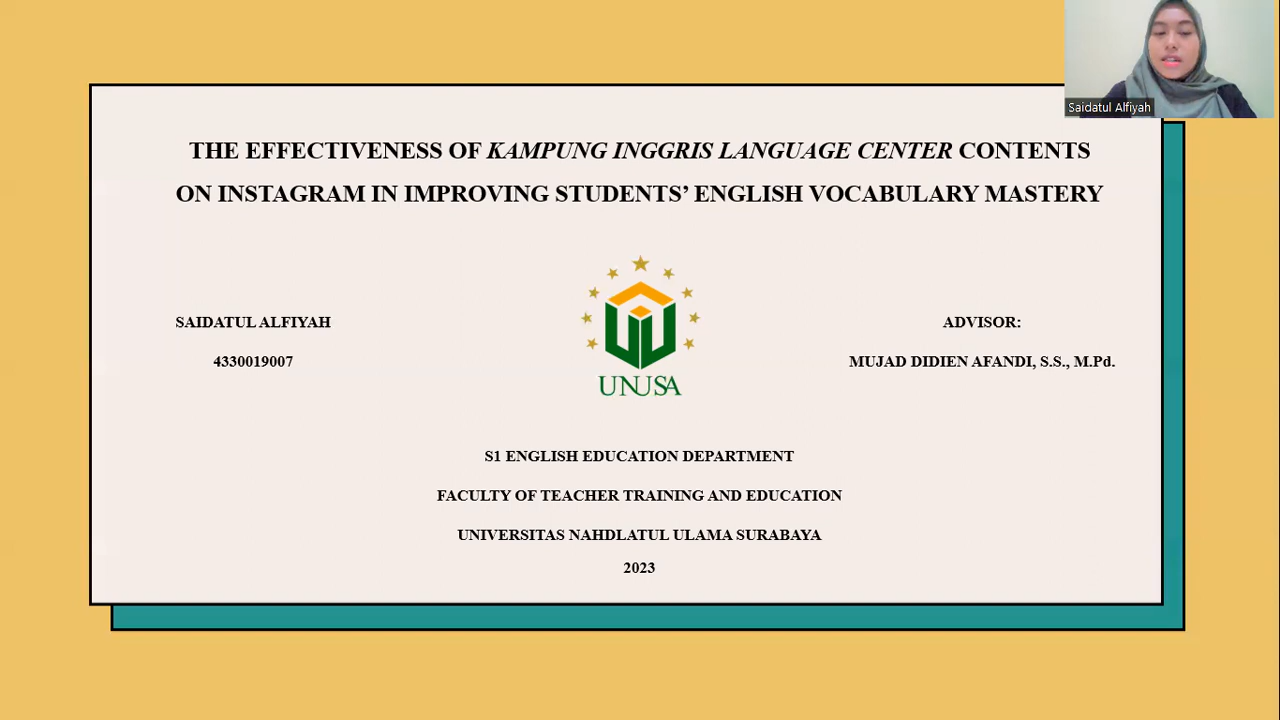 Saidatul Alfiyah
THE EFFECTIVENESS OF KAMPUNG INGGRIS LANGUAGE CENTER CONTENTS
ON INSTAGRAM IN IMPROVING STUDENTS’ ENGLISH VOCABULARY MASTERY
SAIDATUL ALFIYAH
4330019007
UNUSA
ADVISOR:
MUJAD DIDIEN AFANDI, S.S., M.Pd.
S1 ENGLISH EDUCATION DEPARTMENT
FACULTY OF TEACHER TRAINING AND EDUCATION
UNIVERSITAS NAHDLATUL ULAMA SURABAYA
2023